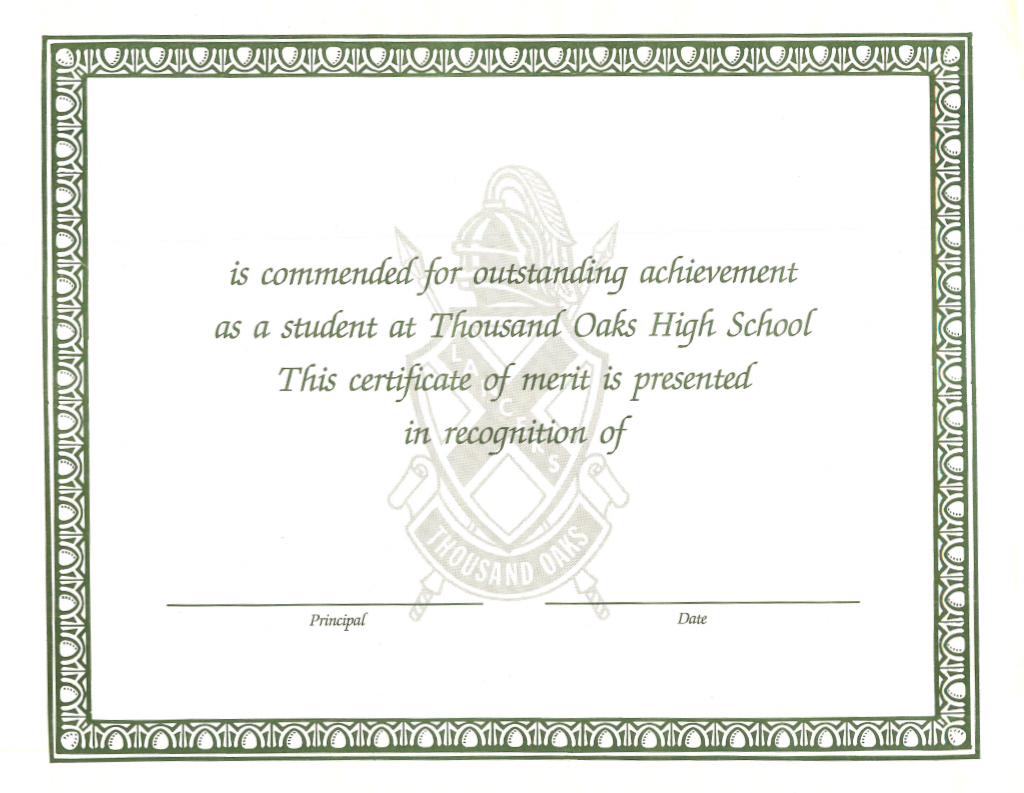 is commended for outstanding achievement
as a student at Thousand Oaks High School
This certificate of merit is presented
in recognition of
LANCERS
THOUSAND OAKS
Principal
Date